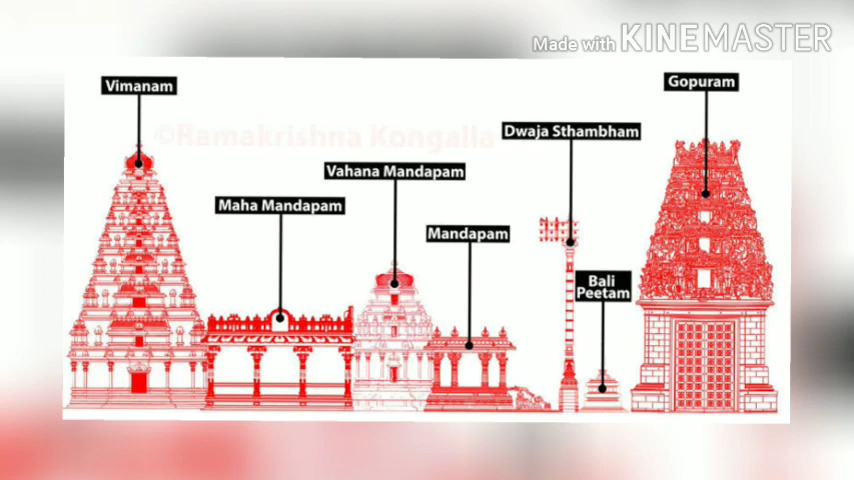 Made with KINEMASTER
Vimanam
Gopuram
©Ramakrishna Kongalla
Dwaja Sthambham
Vahana Mandapam
Maha Mandapam
Mandapam
Bali
Peetam